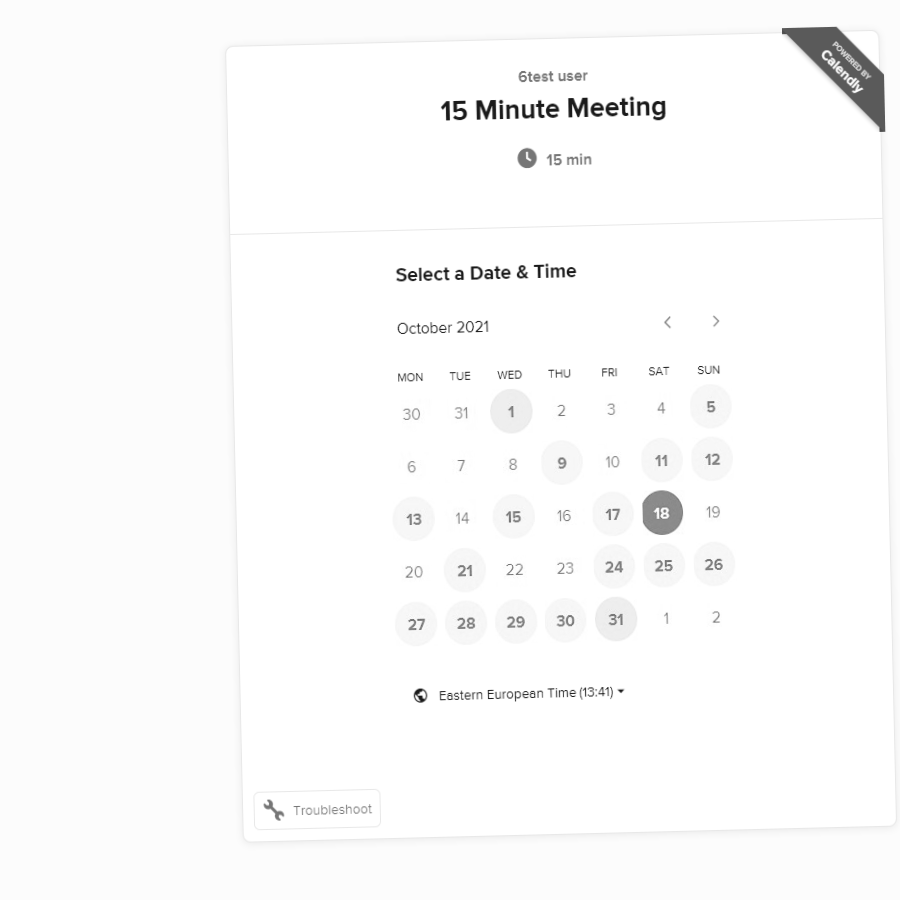 POWERED BY
Calendly
6test user
15 Minute Meeting
15 min
Select a Date & Time
October 2021
MON TUE WED THU FRI SAT SUN
30 31 1 2 3 4 5
6 7 8 9 10 11 12
13 14 15 16 17 18 19
20 21 22 23 24 25 26
27 28 29 30 31 1 2
Eastern European Time (13:41)
Troubleshoot